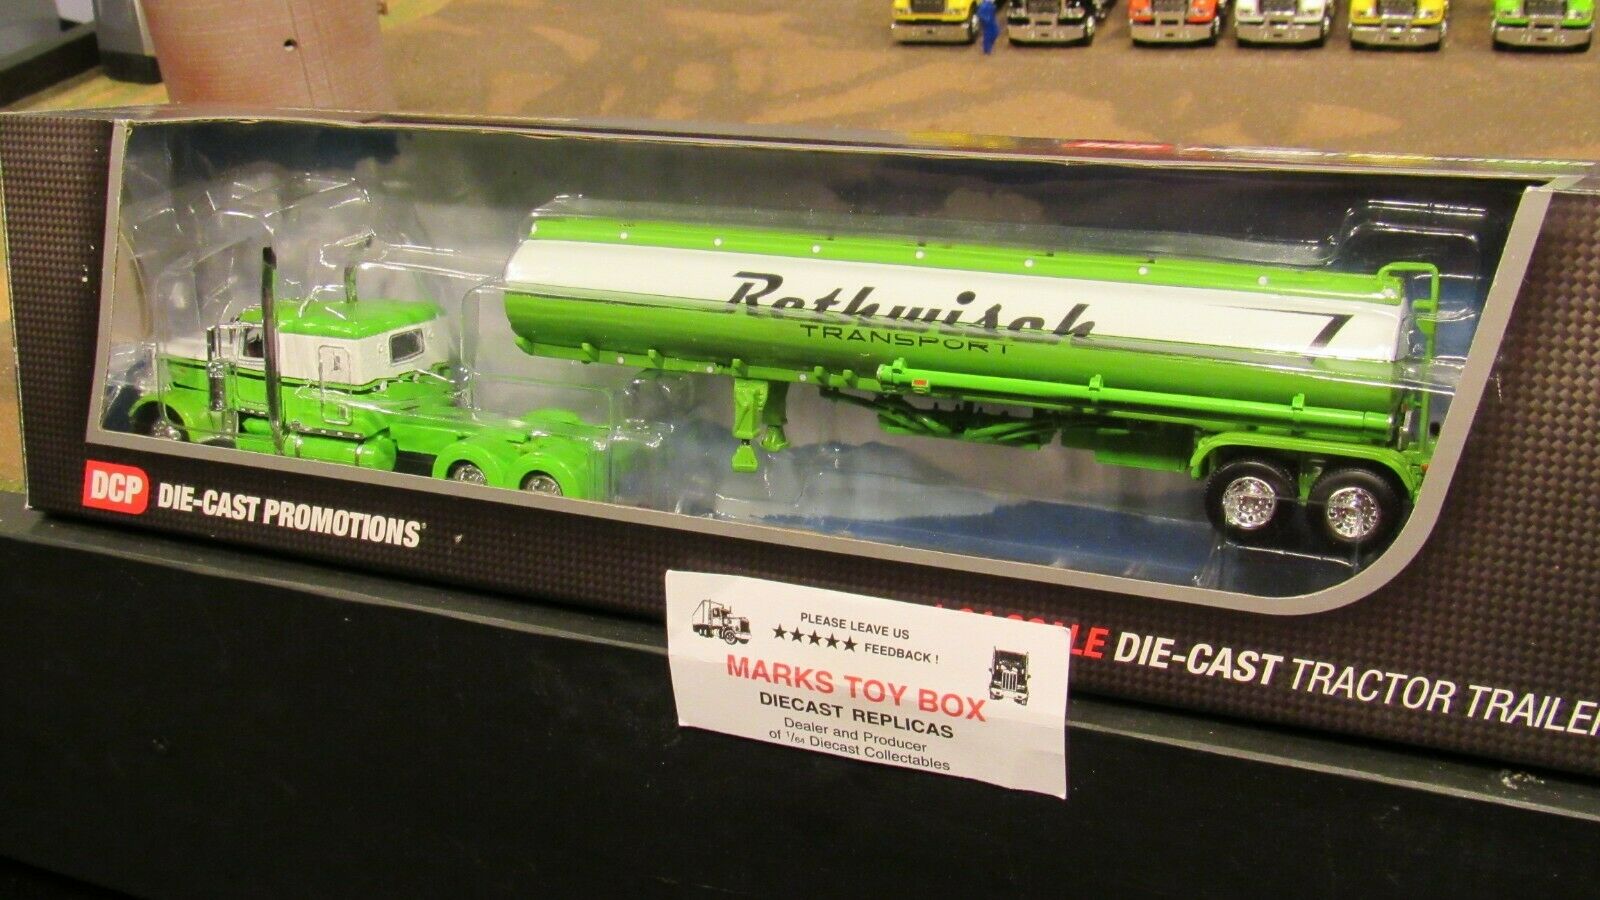 Rothwisch
TRANSPORT
DCP DIE-CAST PROMOTIONS®
DIE-CAST TRACTOR TRAILER
PLEASE LEAVE US
★★★★★ FEEDBACK !
MARKS TOY BOX
DIECAST REPLICAS
Dealer and Producer
of 1/64 Diecast Collectables